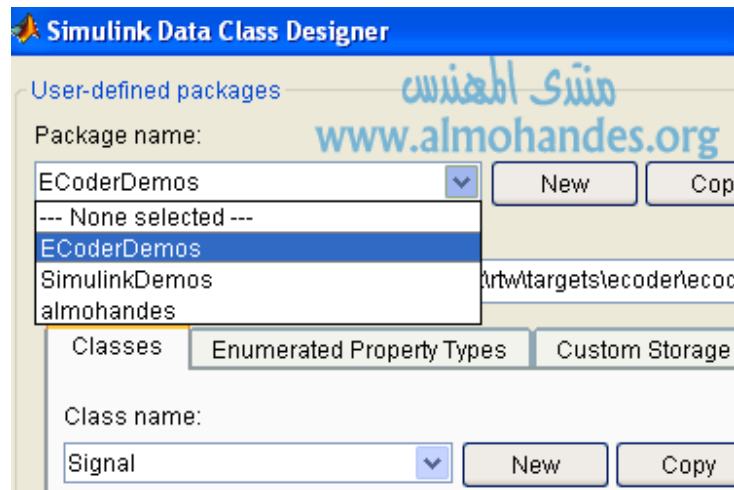 Simulink Data Class Designer
منتدى المهندس
User-defined packages
www.almohandes.org
Package name:
ECoderDemos
New
Cop
--- None selected ---
ECoderDemos
SimulinkDemos
\rtw\targets\ecoder\ecod
almohandes
Classes
Enumerated Property Types
Custom Storage
Class name:
Signal
New
Copy